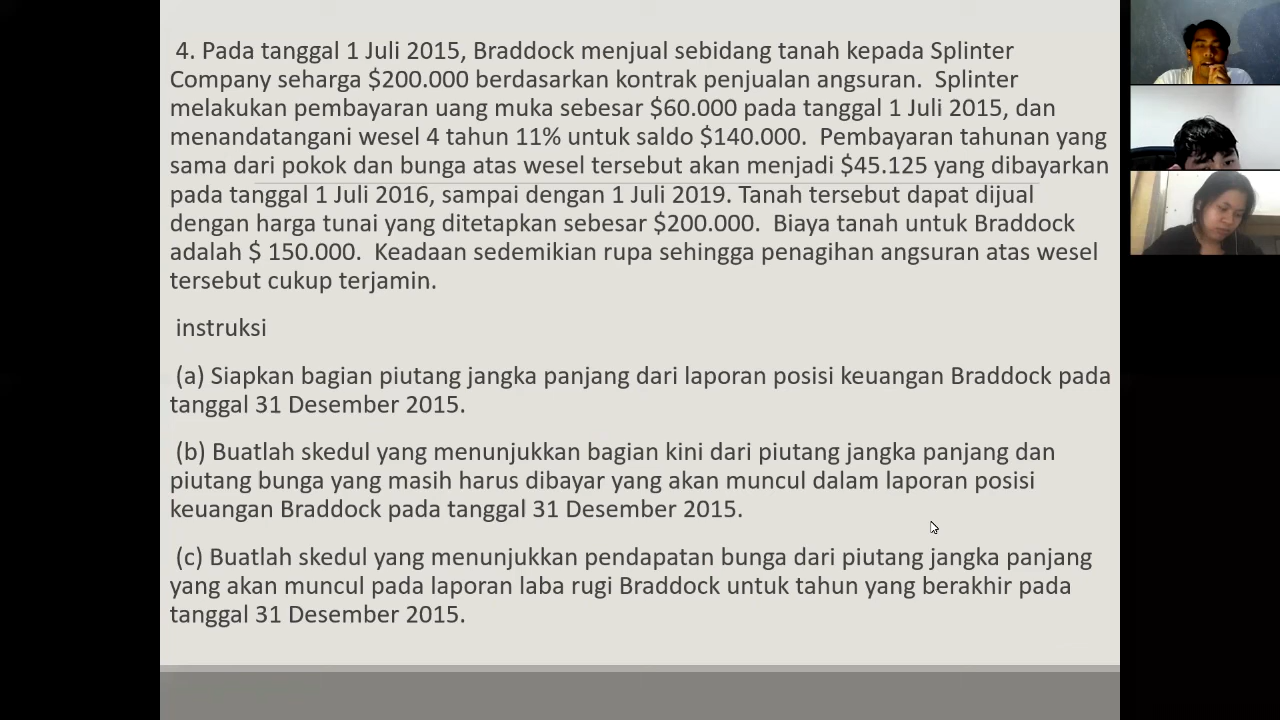 4. Pada tanggal 1 Juli 2015, Braddock menjual sebidang tanah kepada Splinter
Company seharga $200.000 berdasarkan kontrak penjualan angsuran. Splinter
melakukan pembayaran uang muka sebesar $60.000 pada tanggal 1 Juli 2015, dan
menandatangani wesel 4 tahun 11% untuk saldo $140.000. Pembayaran tahunan yang
sama dari pokok dan bunga atas wesel tersebut akan menjadi $45.125 yang dibayarkan
pada tanggal 1 Juli 2016, sampai dengan 1 Juli 2019. Tanah tersebut dapat dijual
dengan harga tunai yang ditetapkan sebesar $200.000. Biaya tanah untuk Braddock
adalah $ 150.000. Keadaan sedemikian rupa sehingga penagihan angsuran atas wesel
tersebut cukup terjamin.
instruksi
(a) Siapkan bagian piutang jangka panjang dari laporan posisi keuangan Braddock pada
tanggal 31 Desember 2015.
(b) Buatlah skedul yang menunjukkan bagian kini dari piutang jangka panjang dan
piutang bunga yang masih harus dibayar yang akan muncul dalam laporan posisi
keuangan Braddock pada tanggal 31 Desember 2015.
(c) Buatlah skedul yang menunjukkan pendapatan bunga dari piutang jangka panjang
yang akan muncul pada laporan laba rugi Braddock untuk tahun yang berakhir pada
tanggal 31 Desember 2015.